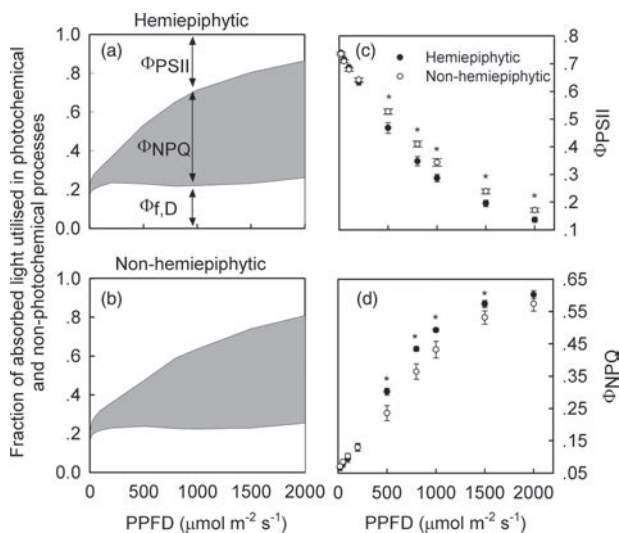 Hemiepiphytic
Fraction of absorbed light utilised in photochemical
and non-photochemical processes
1.0
.8
.6
.4
.2
0.0
(a)
ΦPSII
ΦNPQ
Φf,D
(c)
Hemiepiphytic
Non-hemiepiphytic
* * * * *
.8
.7
.6
.5
.4
.3
.2
.1
ΦPSII
Non-hemiepiphytic
1.0
.8
.6
.4
.2
0.0
(b)
0 500 1000 1500 2000
PPFD (μmol m-2 s-1)
(d)
* * * *
.65
.55
.45
.35
.25
.15
.05
ΦNPQ
0 500 1000 1500 2000
PPFD (μmol m-2 s-1)